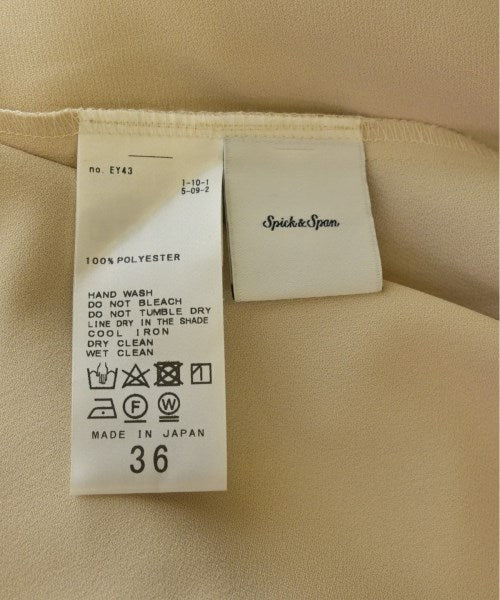 no. EY43
1-10-1
5-09-2
Spick & Span
100% POLYESTER
HAND WASH
DO NOT BLEACH
DO NOT TUMBLE DRY
LINE DRY IN THE SHADE
COOL IRON
DRY CLEAN
WET CLEAN
F W
MADE IN JAPAN
36